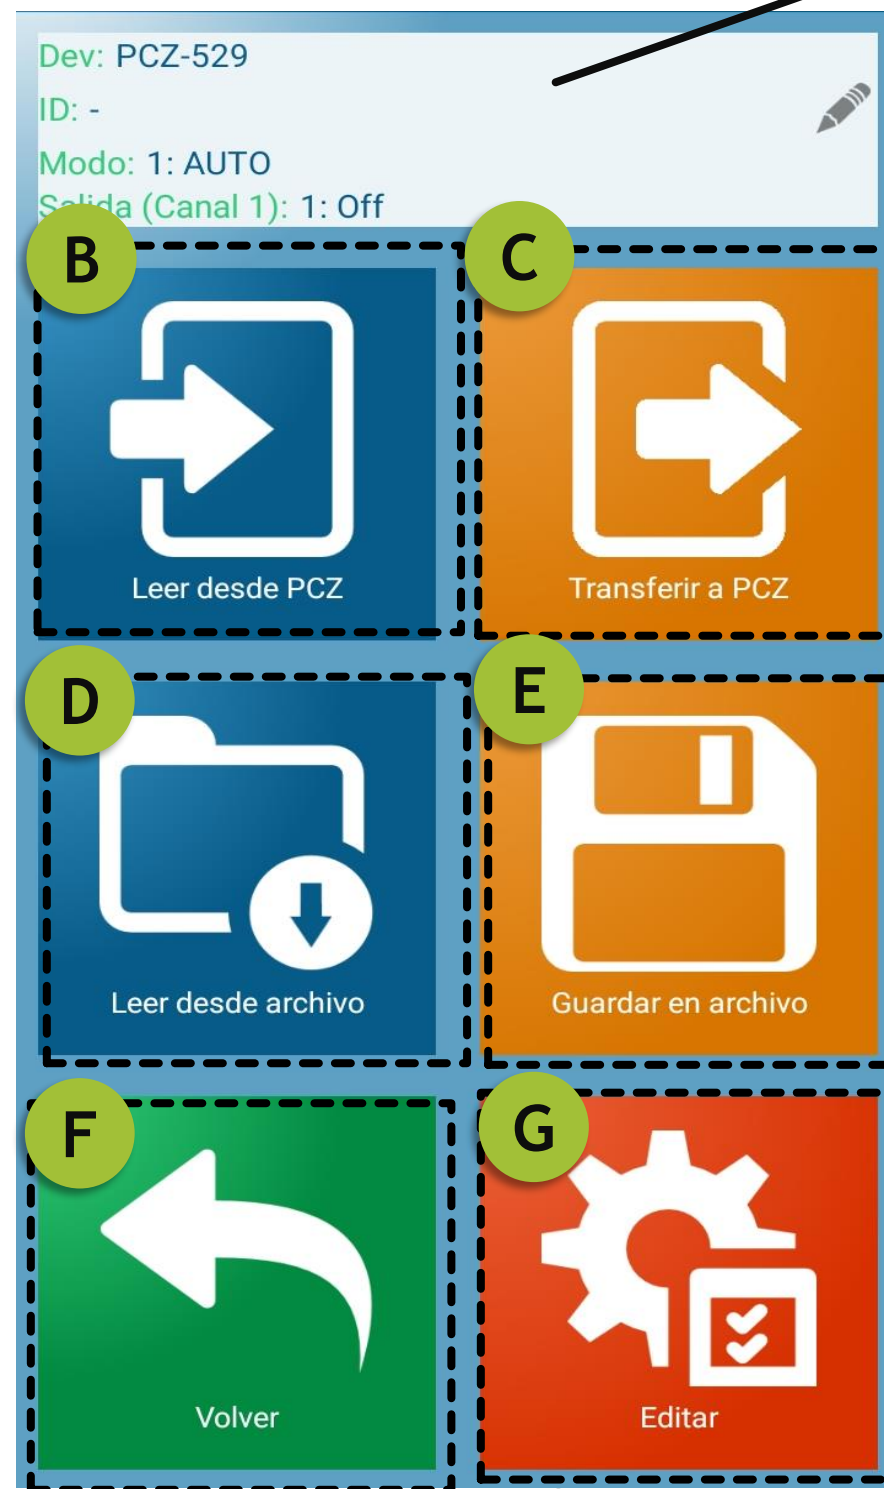 Dev: PCZ-529
ID: -
Modo: 1: AUTO
Salida (Canal 1): 1: Off
B
C
Leer desde PCZ
Transferir a PCZ
D
E
Leer desde archivo
Guardar en archivo
F
G
Volver
Editar